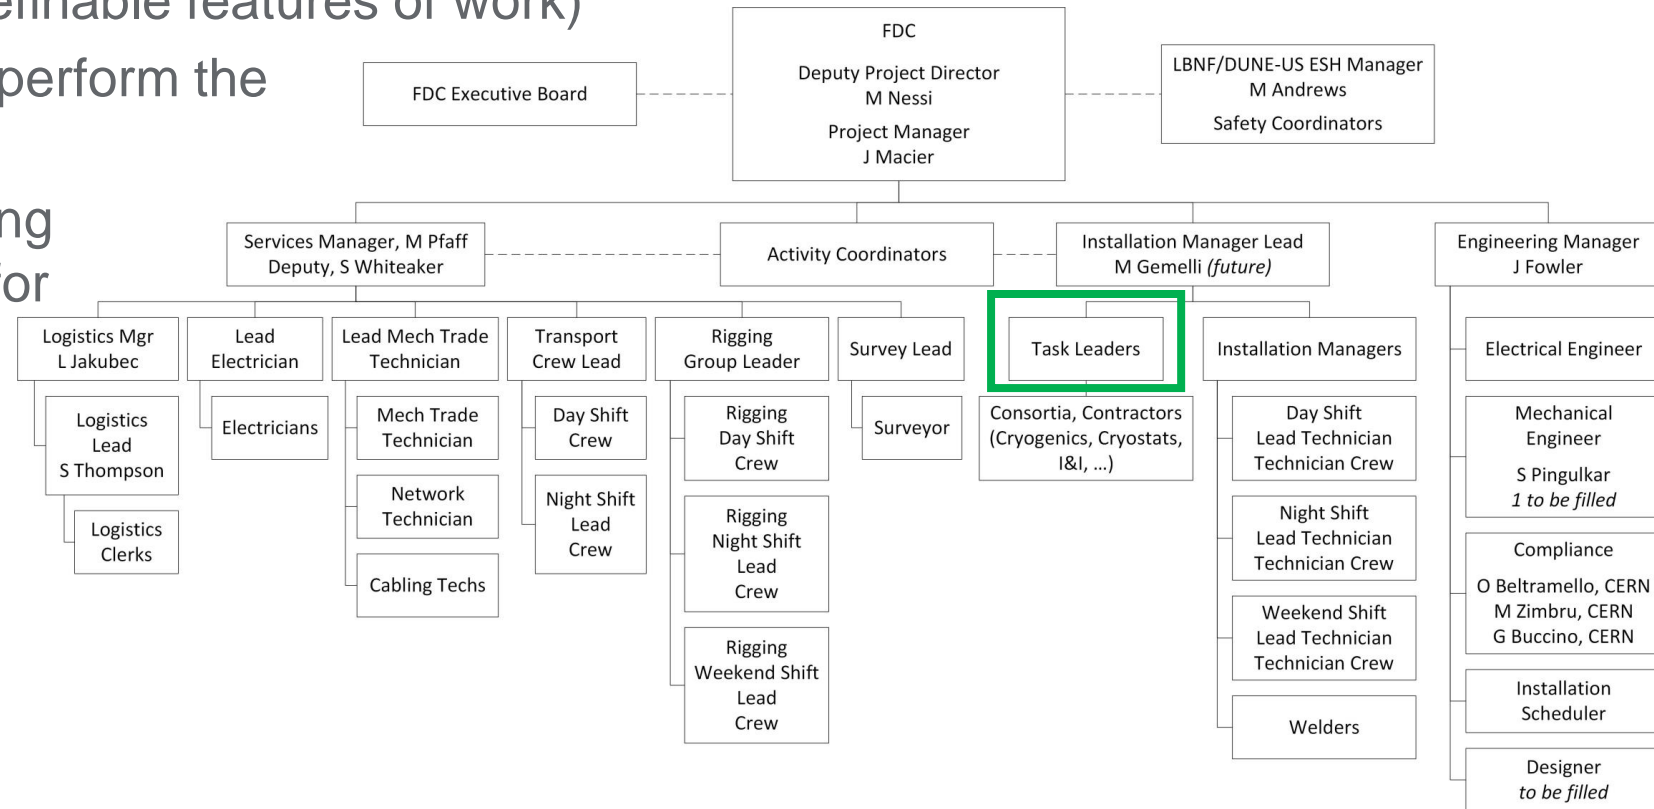 efinable features of work)
perform the
ing
for
FDC
Deputy Project Director
M Nessi
Project Manager
J Macier
FDC Executive Board
LBNF/DUNE-US ESH Manager
M Andrews
Safety Coordinators
Services Manager, M Pfaff
Deputy, S Whiteaker
Activity Coordinators
Installation Manager Lead
M Gemelli (future)
Engineering Manager
J Fowler
Logistics Mgr
L Jakubec
Logistics
Lead
S Thompson
Logistics
Clerks
Lead
Electrician
Electricians
Lead Mech Trade
Technician
Mech Trade
Technician
Network
Technician
Cabling Techs
Transport
Crew Lead
Day Shift
Crew
Night Shift
Lead
Crew
Rigging
Group Leader
Rigging
Day Shift
Crew
Rigging
Night Shift
Lead
Crew
Rigging
Weekend Shift
Lead
Crew
Survey Lead
Surveyor
Task Leaders
Consortia, Contractors
(Cryogenics, Cryostats,
I&I, ...)
Installation Managers
Day Shift
Lead Technician
Technician Crew
Night Shift
Lead Technician
Technician Crew
Weekend Shift
Lead Technician
Technician Crew
Welders
Electrical Engineer
Mechanical
Engineer
S Pingulkar
1 to be filled
Compliance
O Beltramello, CERN
M Zimbru, CERN
G Buccino, CERN
Installation
Scheduler
Designer
to be filled